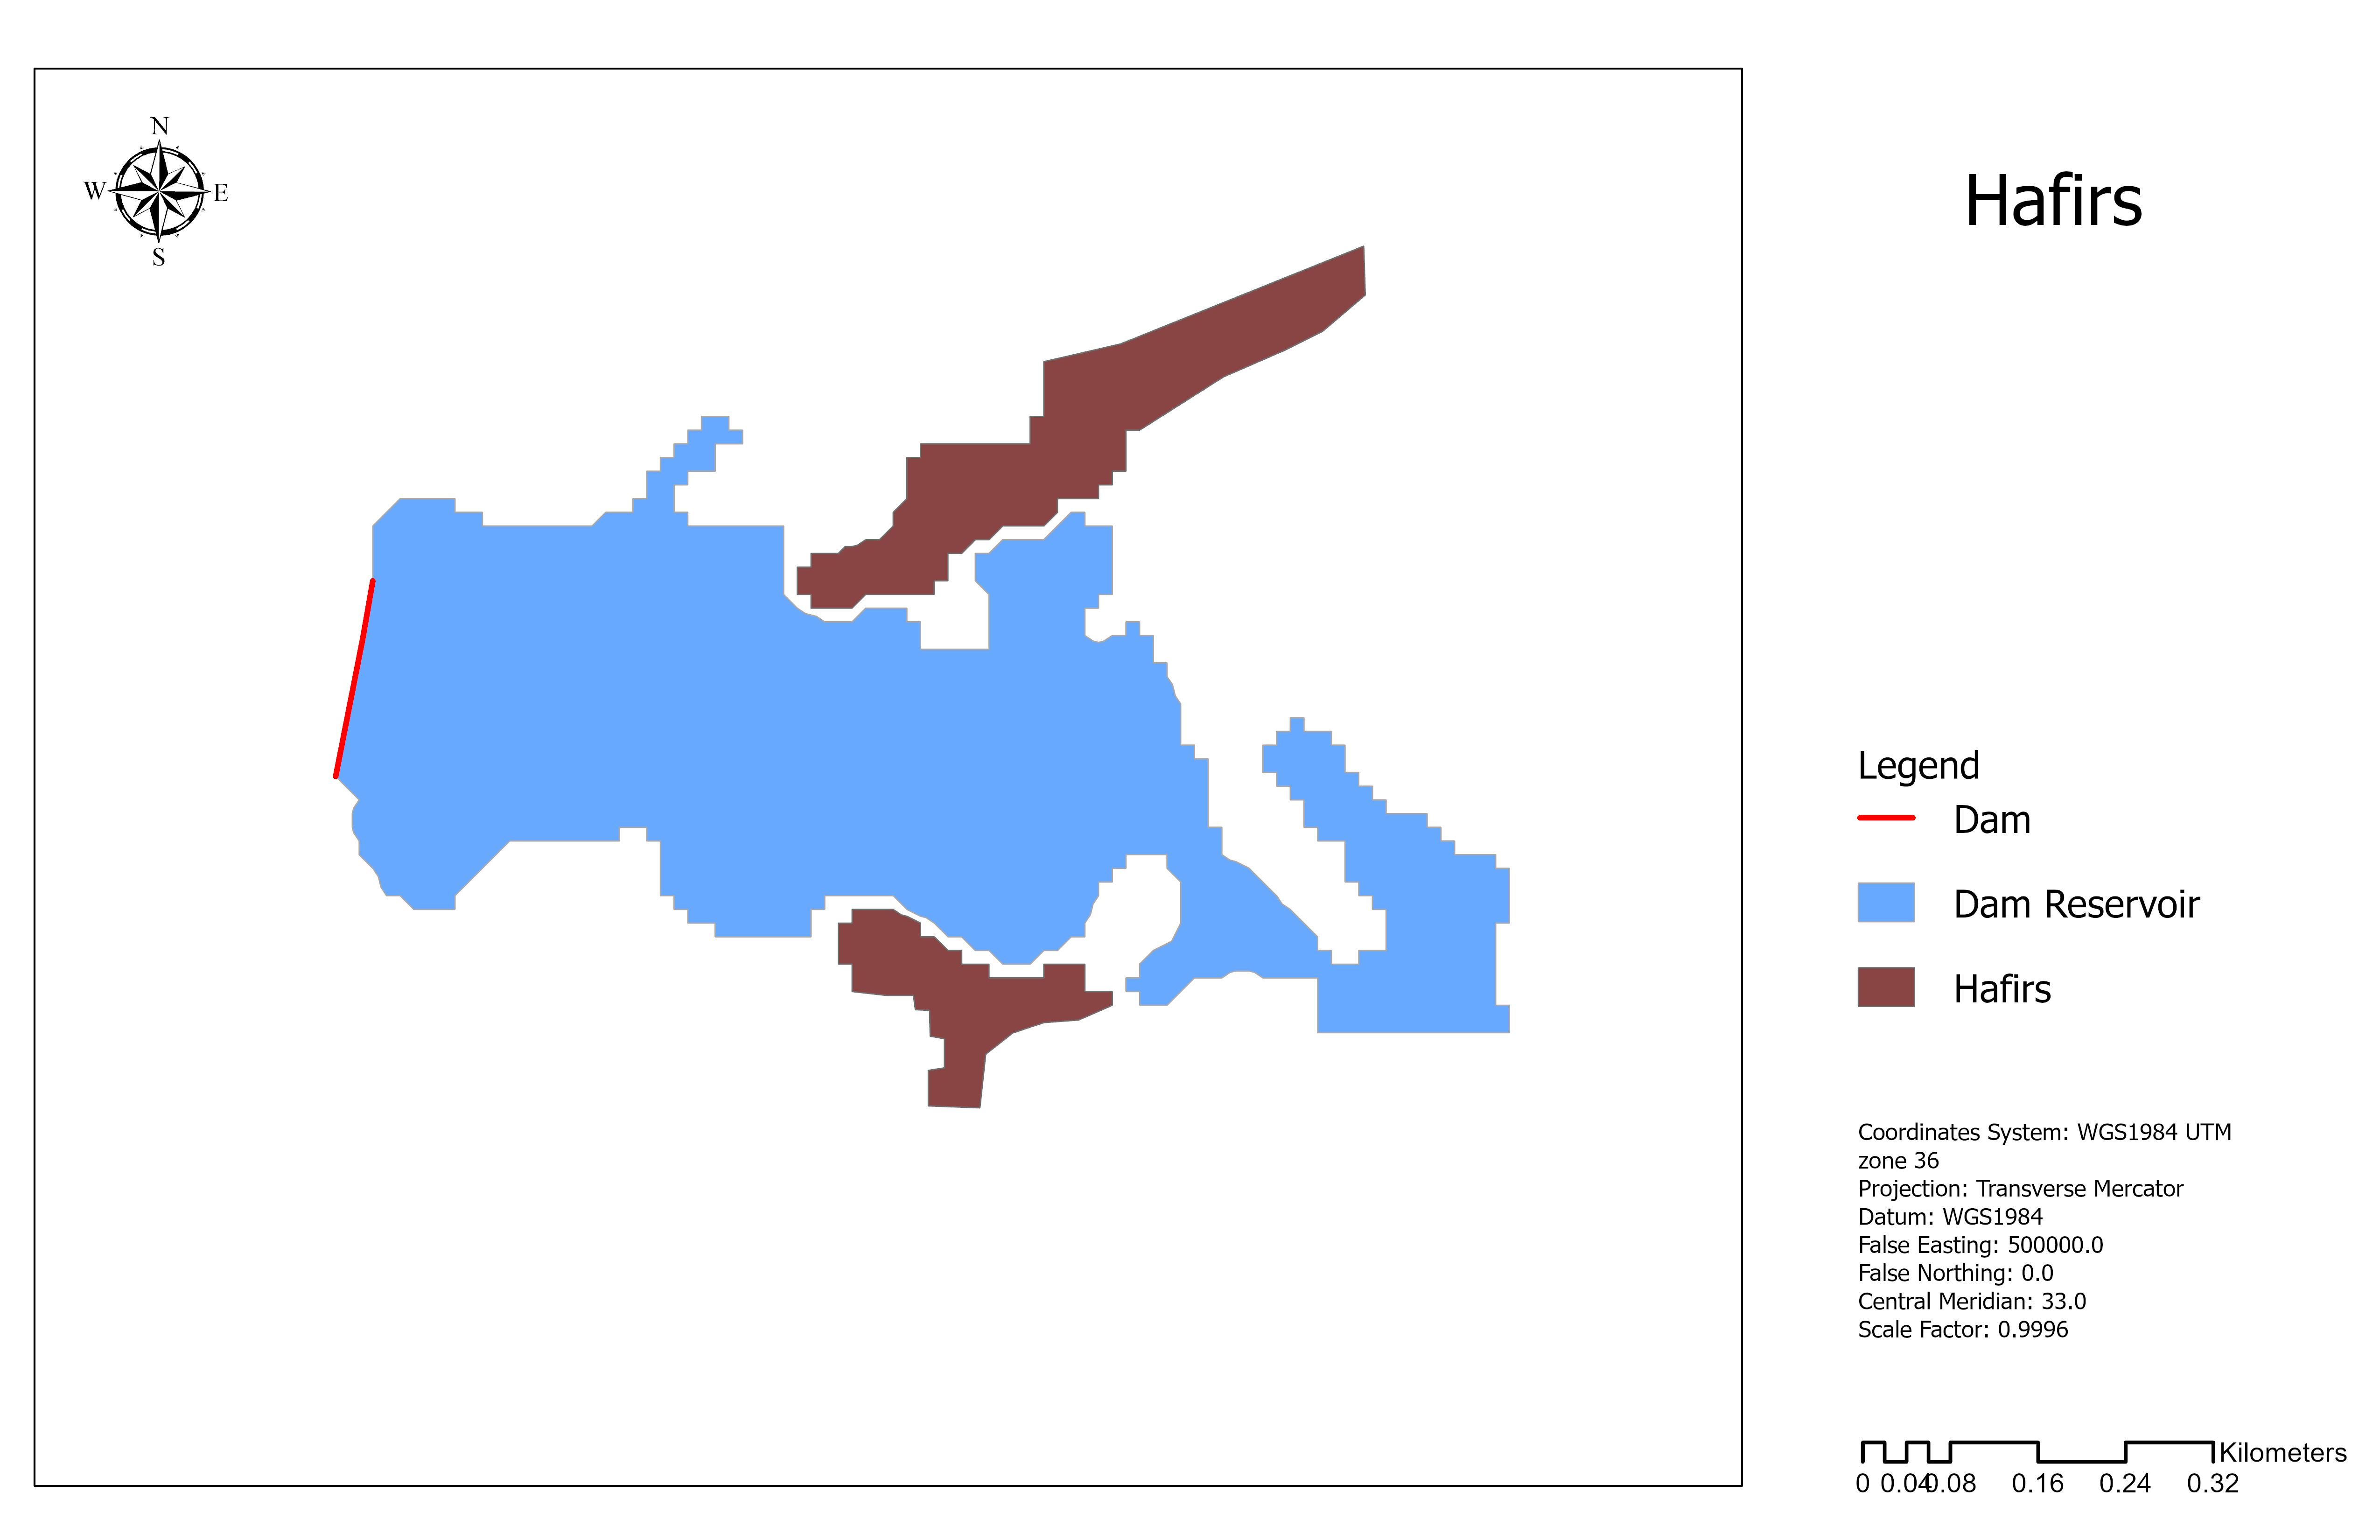 N
W
E
S
Hafirs
Legend
Dam
Dam Reservoir
Hafirs
Coordinates System: WGS1984 UTM
zone 36
Projection: Transverse Mercator
Datum: WGS1984
False Easting: 500000.0
False Northing: 0.0
Central Meridian: 33.0
Scale Factor: 0.9996
Kilometers
0 0.04 0.08 0.16 0.24 0.32